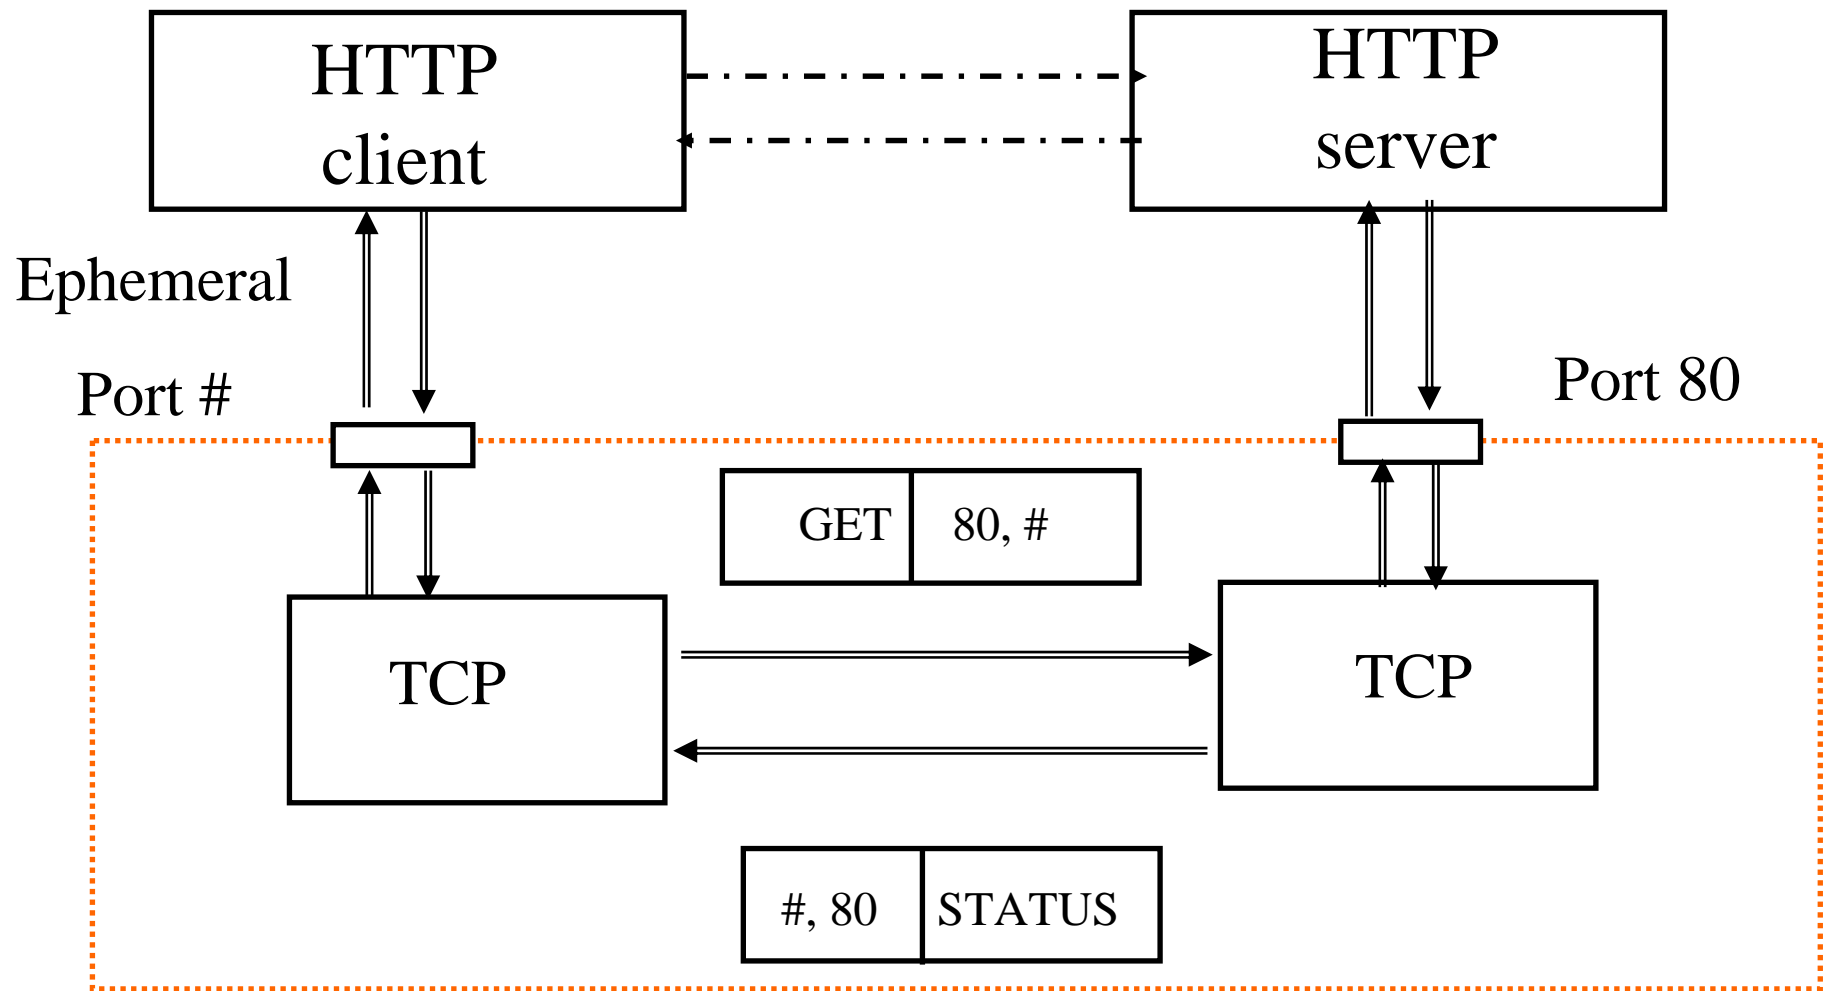 HTTP
client
HTTP
server
Ephemeral
Port #
Port 80
GET
80, #
TCP
TCP
#, 80
STATUS